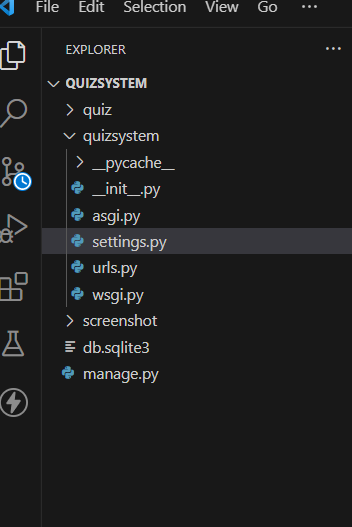 File Edit Selection View Go ···
EXPLORER ···
QUIZSYSTEM
quiz
quizsystem
__pycache__
__init__.py
asgi.py
settings.py
urls.py
wsgi.py
screenshot
db.sqlite3
manage.py